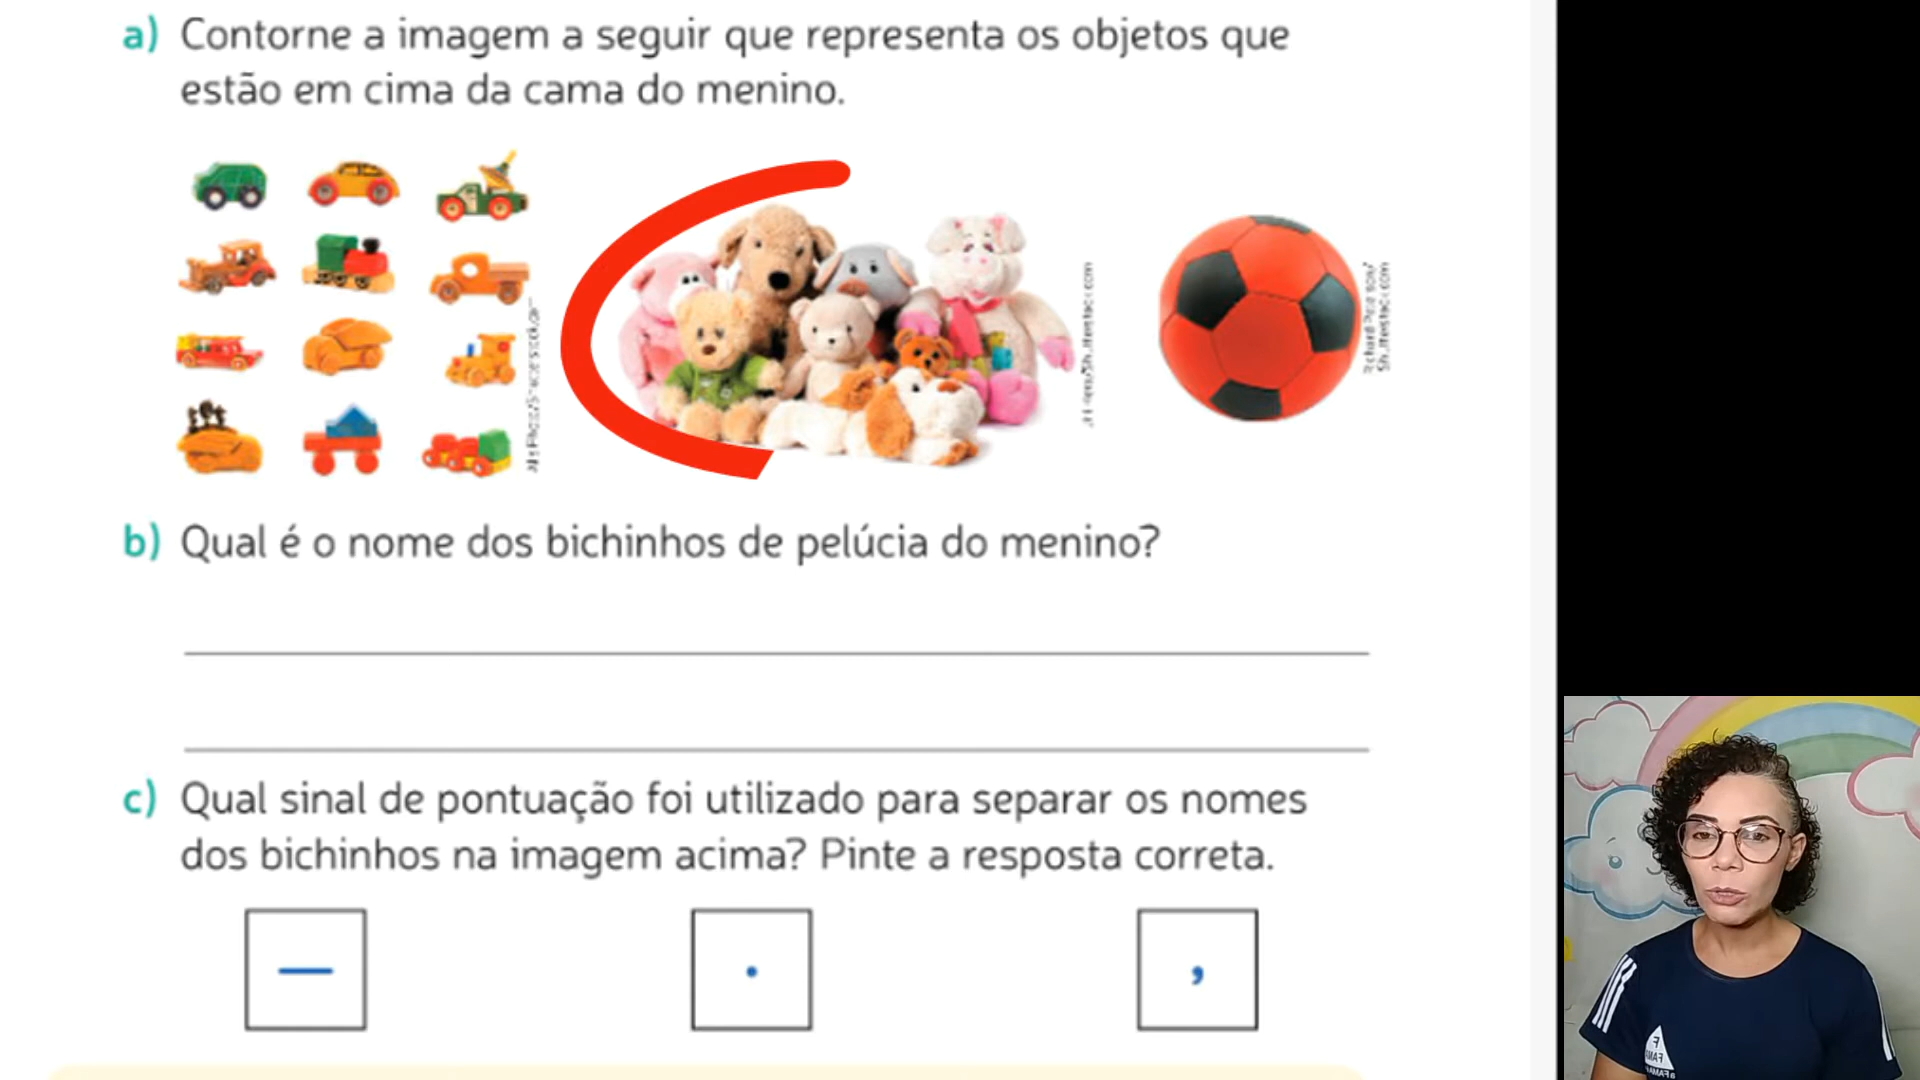 a) Contorne a imagem a seguir que representa os objetos que
estão em cima da cama do menino.
b) Qual é o nome dos bichinhos de pelúcia do menino?
c) Qual sinal de pontuação foi utilizado para separar os nomes
dos bichinhos na imagem acima? Pinte a resposta correta.
— . ,